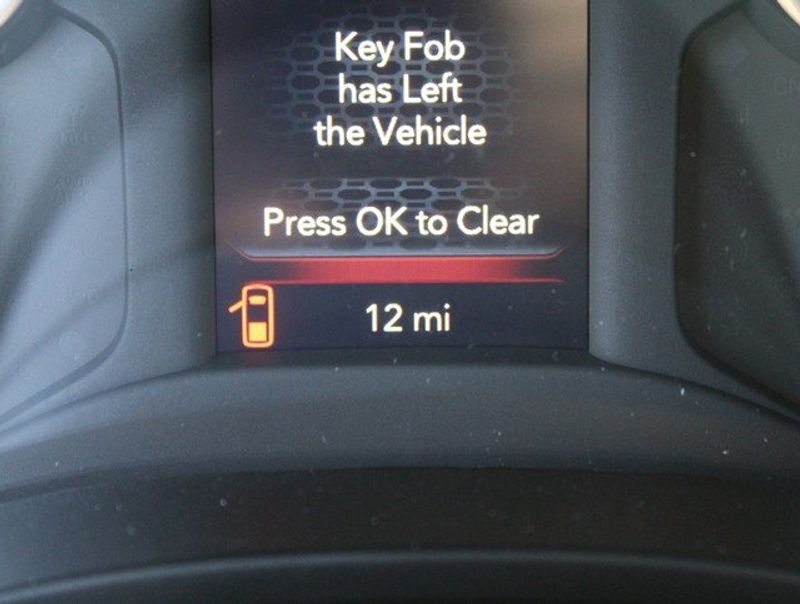 Key Fob
has Left
the Vehicle
Press OK to Clear
12 mi